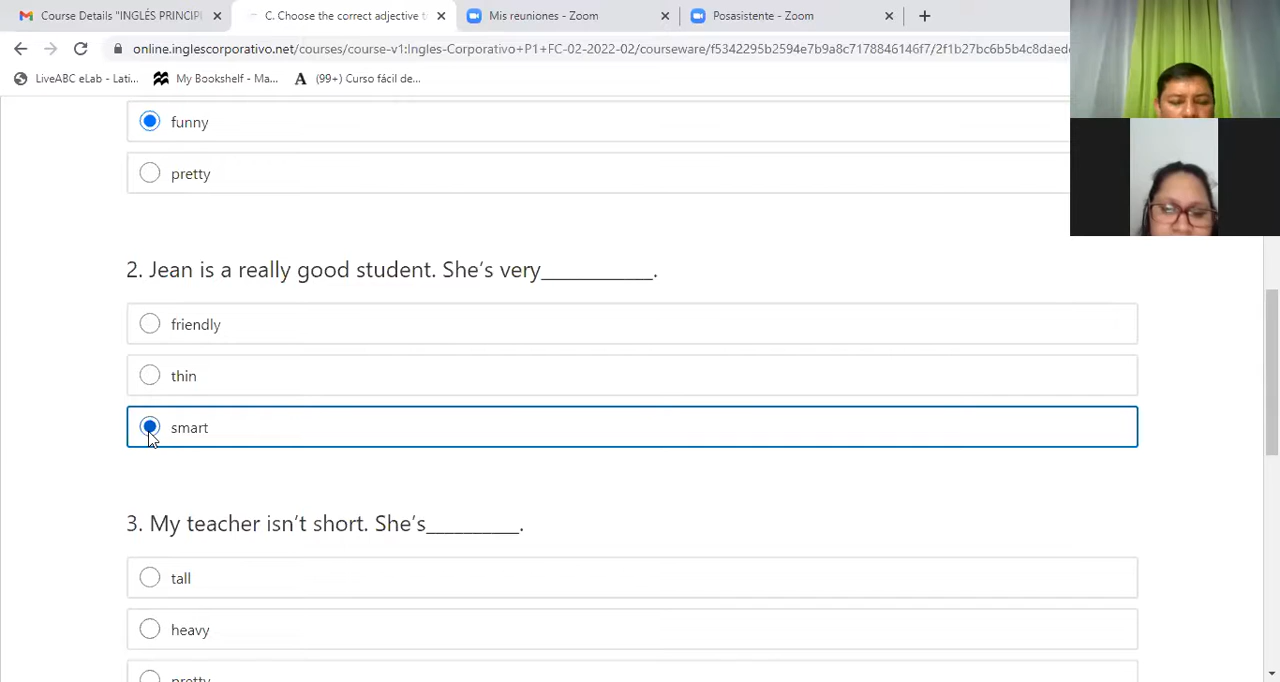 Course Details "INGLÉS PRINCIPI
C. Choose the correct adjective t
Mis reuniones - Zoom
Posasistente - Zoom
online.inglescorporativo.net/courses/course-v1:Ingles-Corporativo+P1+FC-02-2022-02/courseware/f5342295b2594e7b9a8c7178846146f7/2f1b27bc6b5b4c8daed
LiveABC eLab - Lati...
My Bookshelf - Ma...
A (99+) Curso fácil de...
funny
pretty
2. Jean is a really good student. She's very___________.
friendly
thin
smart
3. My teacher isn't short. She's_________.
tall
heavy
pretty